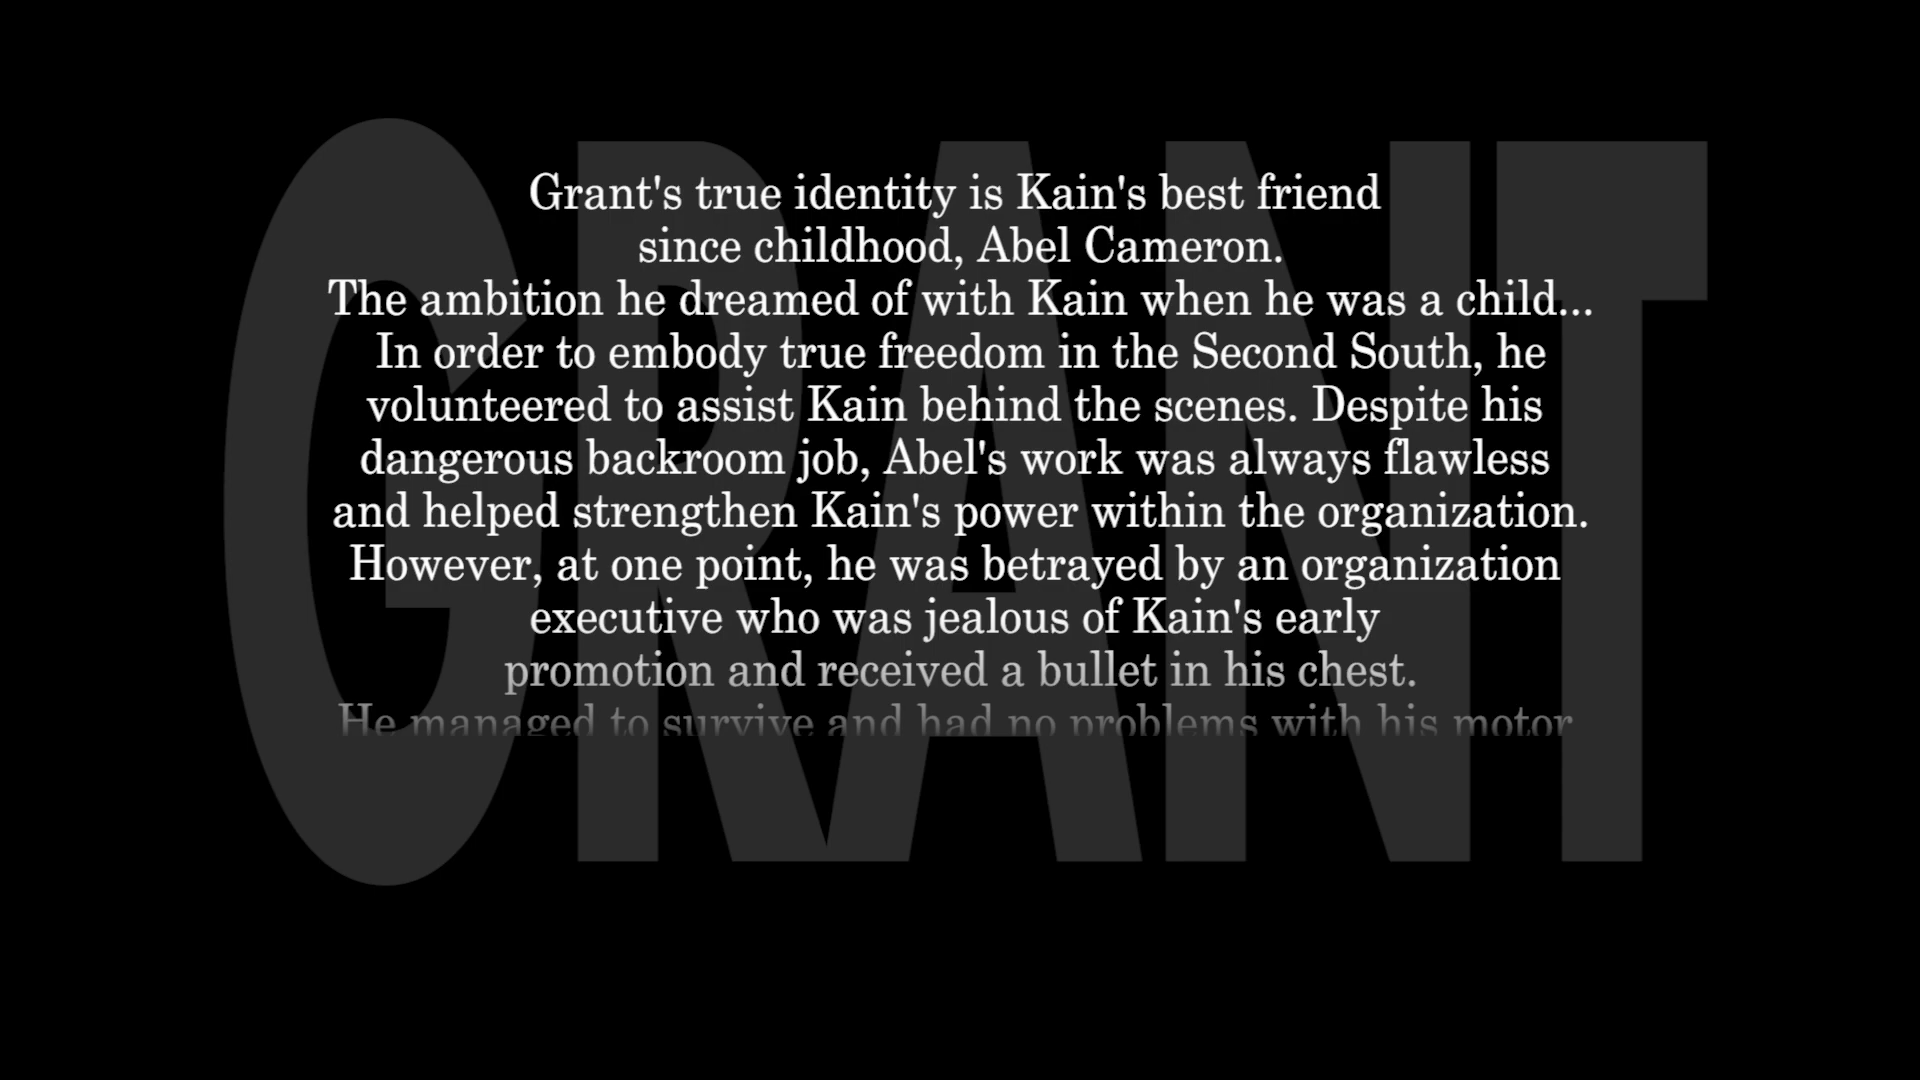 GRANT
Grant's true identity is Kain's best friend
since childhood, Abel Cameron.
The ambition he dreamed of with Kain when he was a child...
In order to embody true freedom in the Second South, he
volunteered to assist Kain behind the scenes. Despite his
dangerous backroom job, Abel's work was always flawless
and helped strengthen Kain's power within the organization.
However, at one point, he was betrayed by an organization
executive who was jealous of Kain's early
promotion and received a bullet in his chest.
He managed to survive and had no problems with his motor